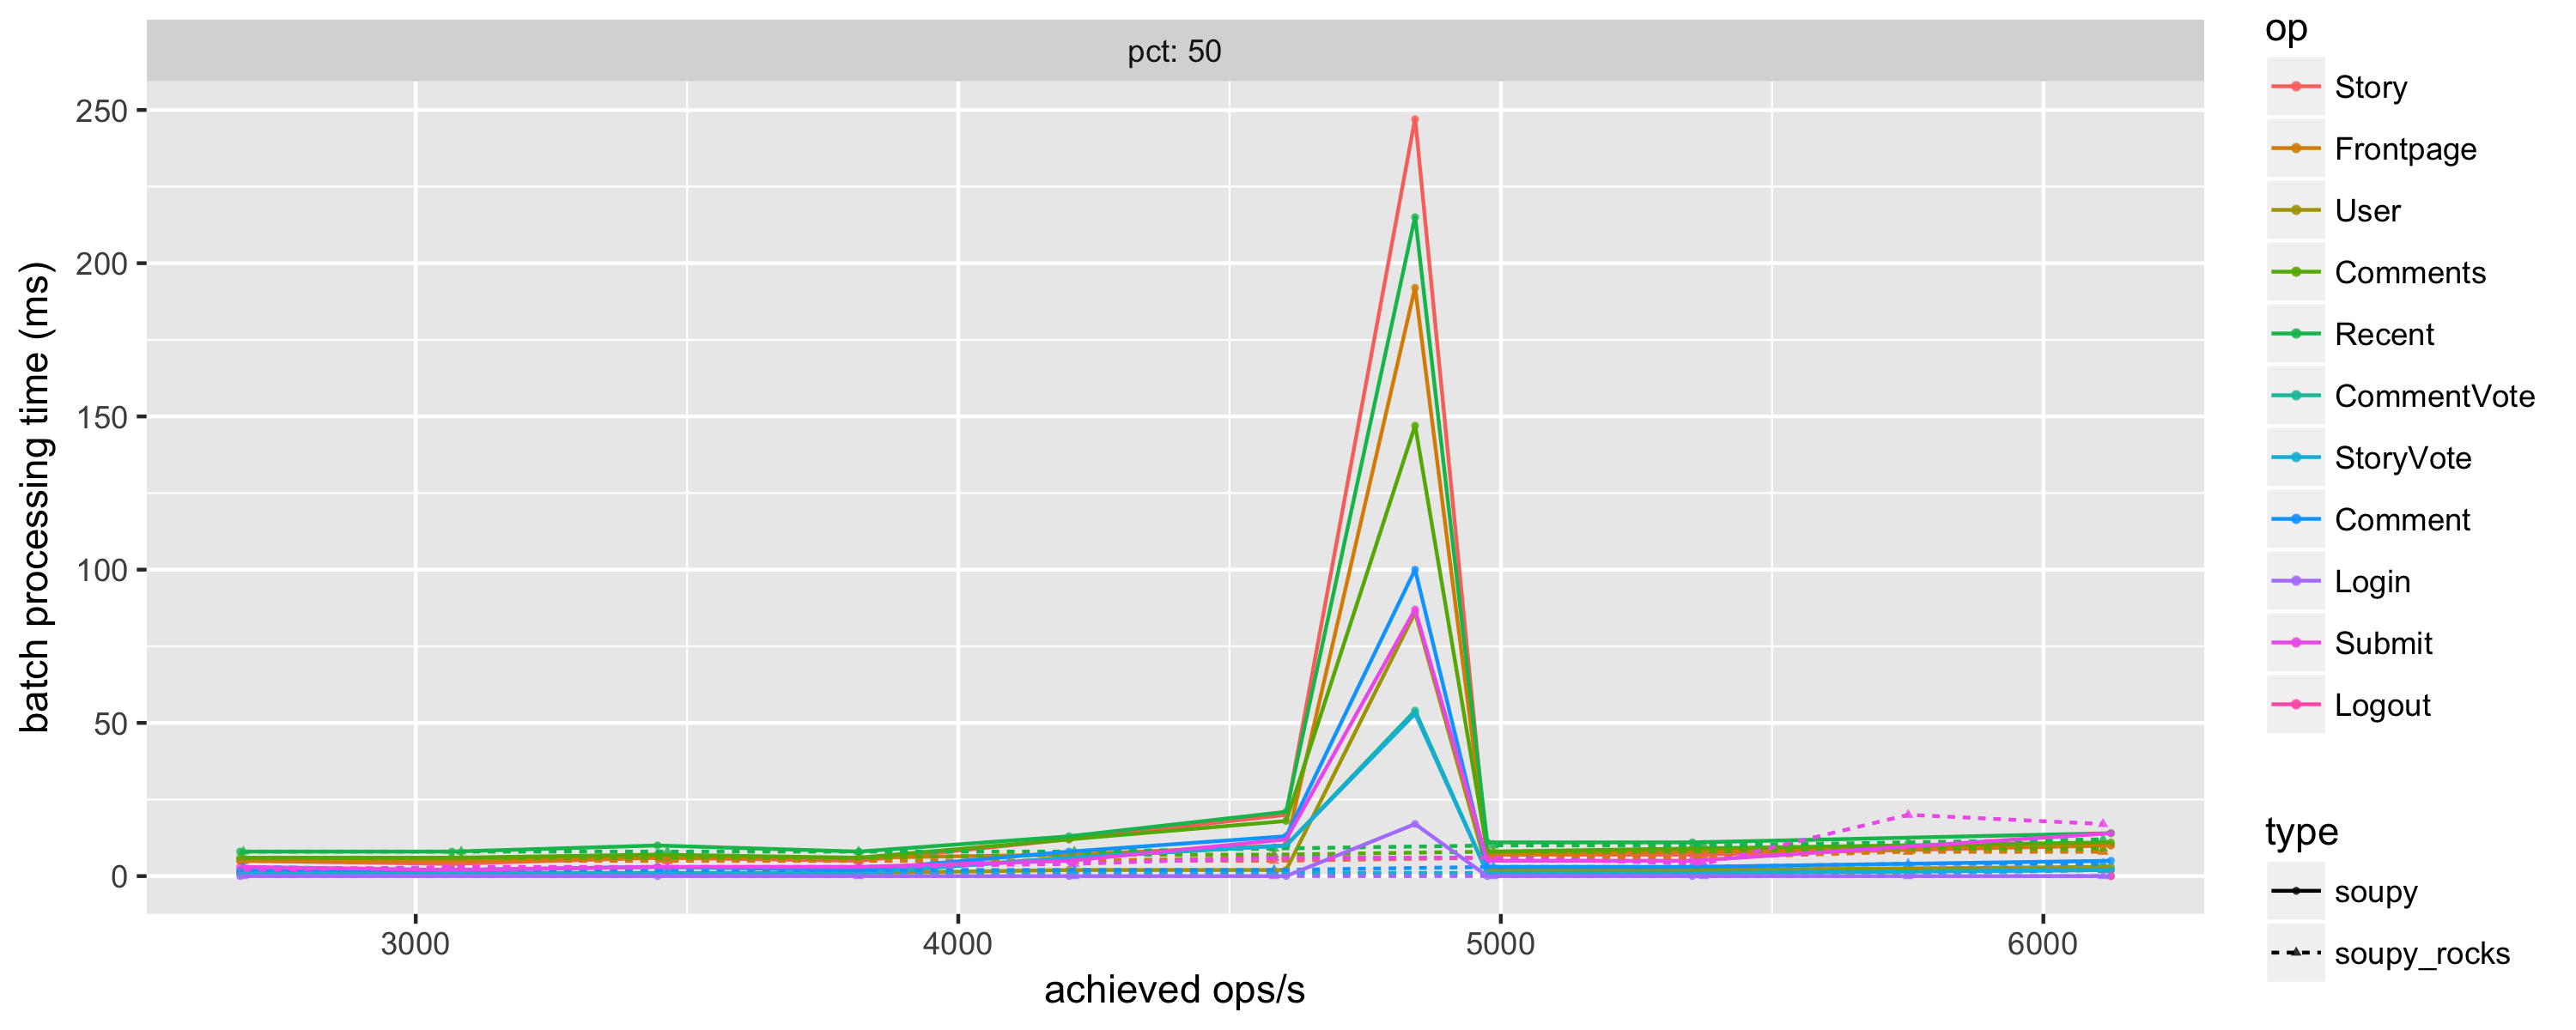 pct: 50
250
200
150
100
50
0
batch processing time (ms)
3000
4000
5000
6000
achieved ops/s
op
Story
Frontpage
User
Comments
Recent
CommentVote
StoryVote
Comment
Login
Submit
Logout
type
soupy
soupy_rocks